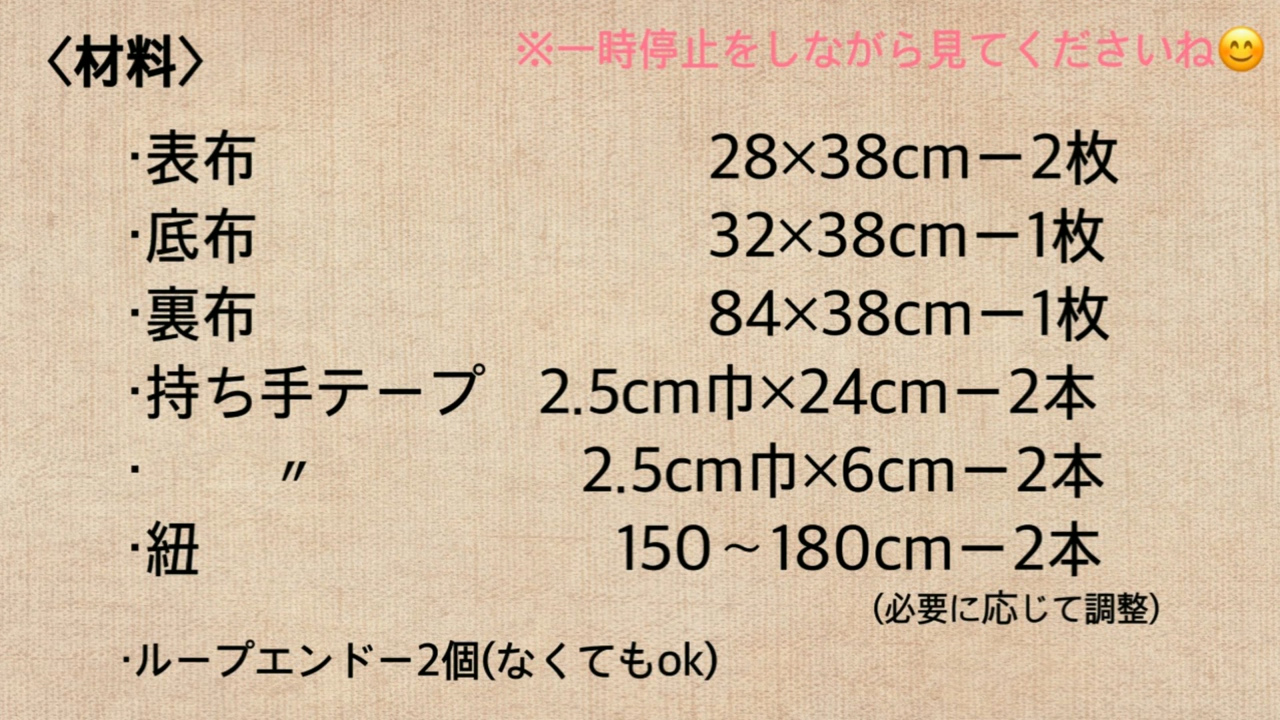 〈材料〉
※一時停止をしながら見てくださいね😊
·表布 28×38cmー2枚
·底布 32×38cmー1枚
·裏布 84×38cmー1枚
·持ち手テープ 2.5cm巾×24cmー2本
· 〃 2.5cm巾×6cmー2本
·紐 150～180cmー2本
(必要に応じて調整)
·ループエンドー2個(なくてもok)